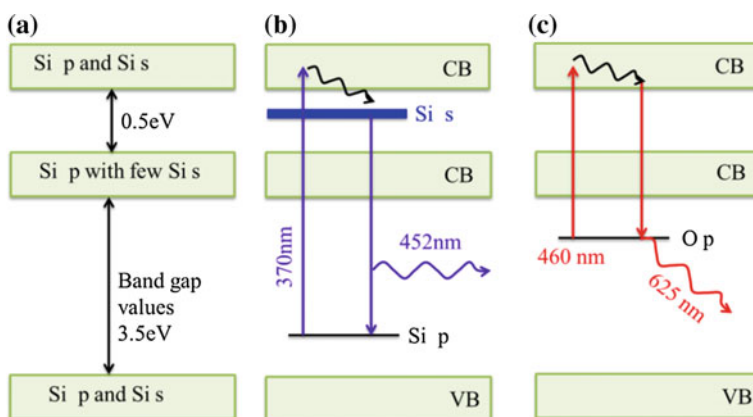 (a)
Si p and Si s
0.5eV
Si p with few Si s
Band gap
values
3.5eV
Si p and Si s
(b)
CB
Si s
CB
370nm
452nm
Si p
VB
(c)
CB
CB
O p
460 nm
625 nm
VB